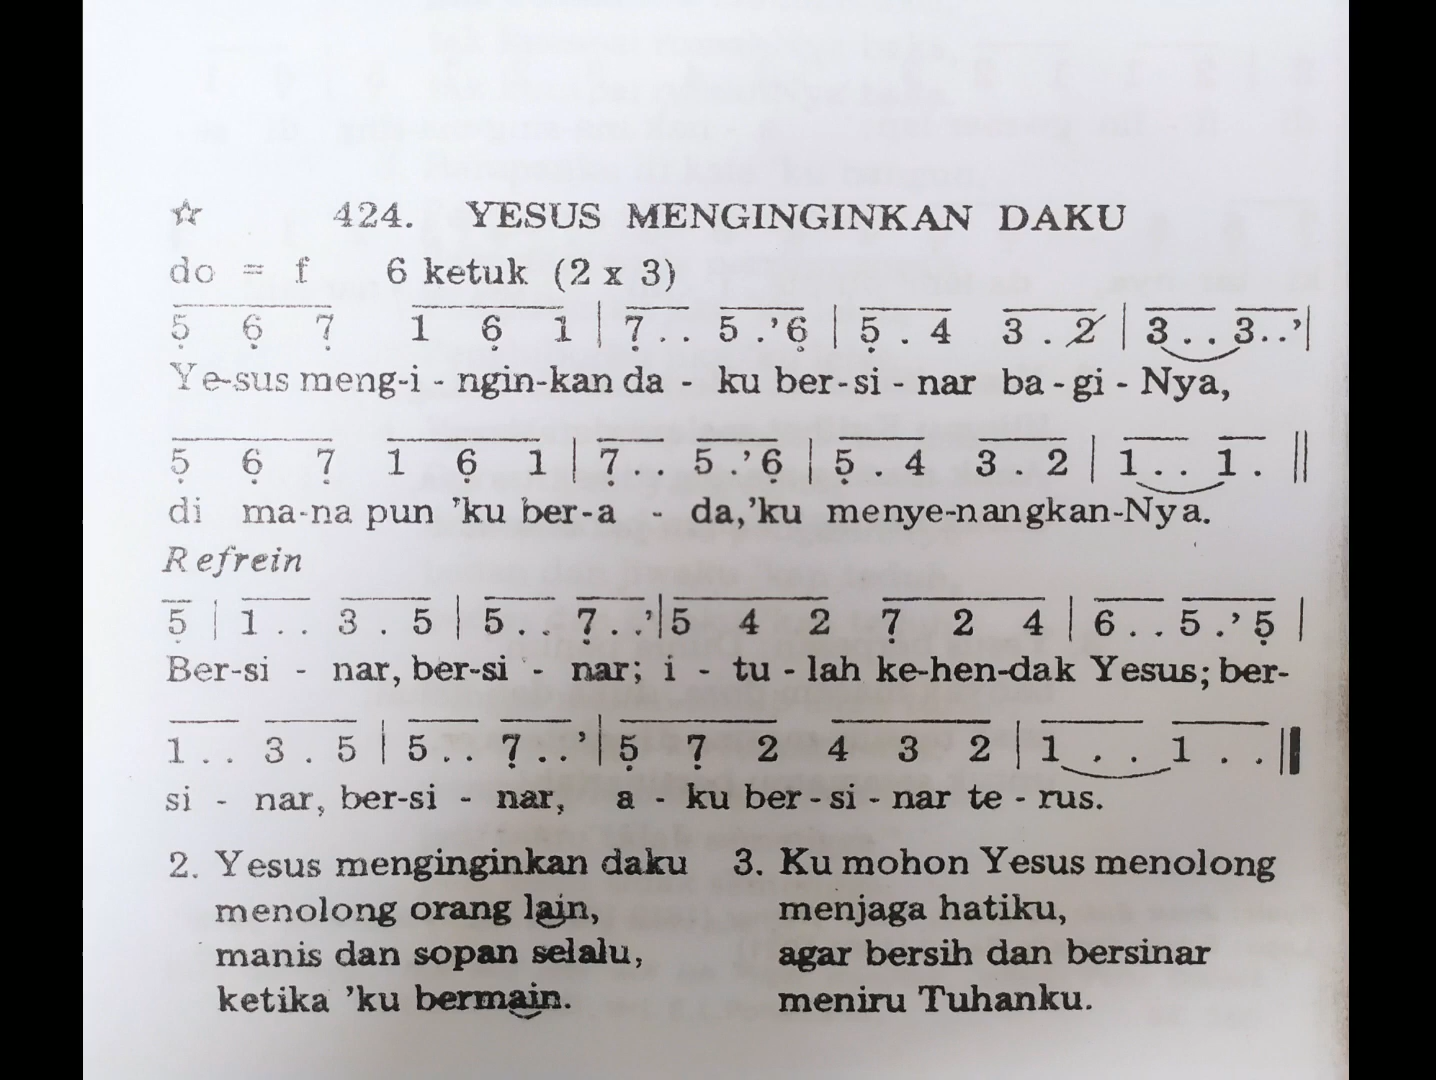 ☆ 424. YESUS MENGINGINKAN DAKU
do = f 6 ketuk (2 x 3)
5̣ 6̣ 7̣ 1 6̣ 1 | 7̣ . . 5̣ . ’ 6̣ | 5̣ . 4 3 . 2̸ | 3 . . 3 . . ’ |
Ye-sus meng-i - ngin-kan da - ku ber-si - nar ba - gi - Nya,
5̣ 6̣ 7̣ 1 6̣ 1 | 7̣ . . 5̣ . ’ 6̣ | 5̣ . 4 3 . 2 | 1 . . 1 . ||
di ma-na pun ’ku ber-a - da,’ku menye-nangkan-Nya.
Refrein
5̣ | 1 . . 3 . 5 | 5 . . 7̣ . . ’ | 5 4 2 7̣ 2 4 | 6 . . 5 . ’ 5̣ |
Ber-si - nar, ber-si - nar; i - tu - lah ke-hen-dak Yesus; ber-
1 . . 3 . 5 | 5 . . 7̣ . . ’ | 5̣ 7̣ 2 4 3 2 | 1 . . 1 . . ||
si - nar, ber-si - nar, a - ku ber - si - nar te - rus.
2. Yesus menginginkan daku
menolong orang lain,
manis dan sopan selalu,
ketika ’ku bermain.
3. Ku mohon Yesus menolong
menjaga hatiku,
agar bersih dan bersinar
meniru Tuhanku.